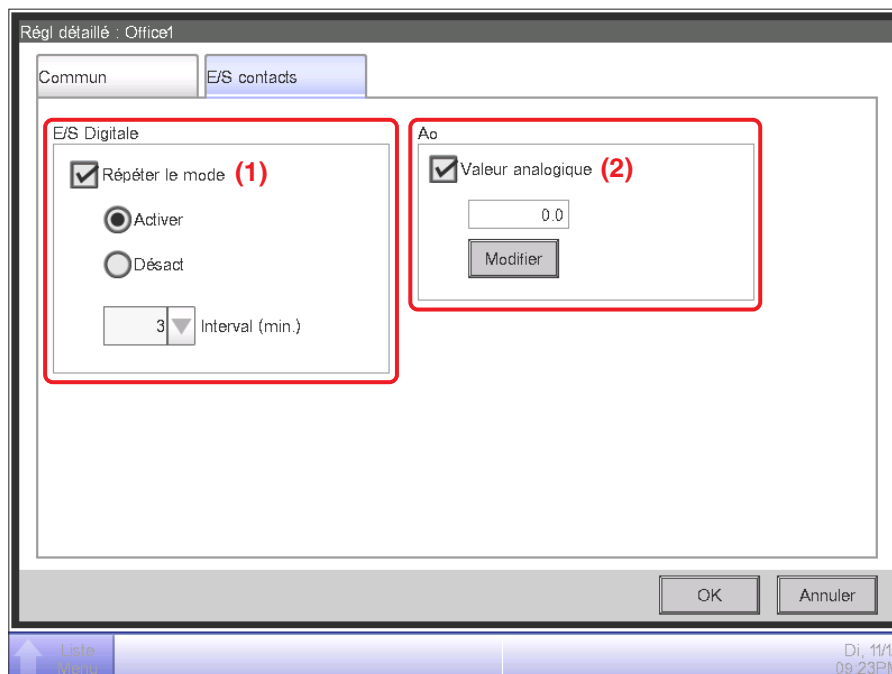 Régl détaillé : Office1
Commun
E/S contacts
E/S Digitale
Répéter le mode (1)
Activer
Désact
3 Interval (min.)
Ao
Valeur analogique (2)
0.0
Modifier
OK
Annuler
Liste
Menu
Di, 11/1
09:23PM